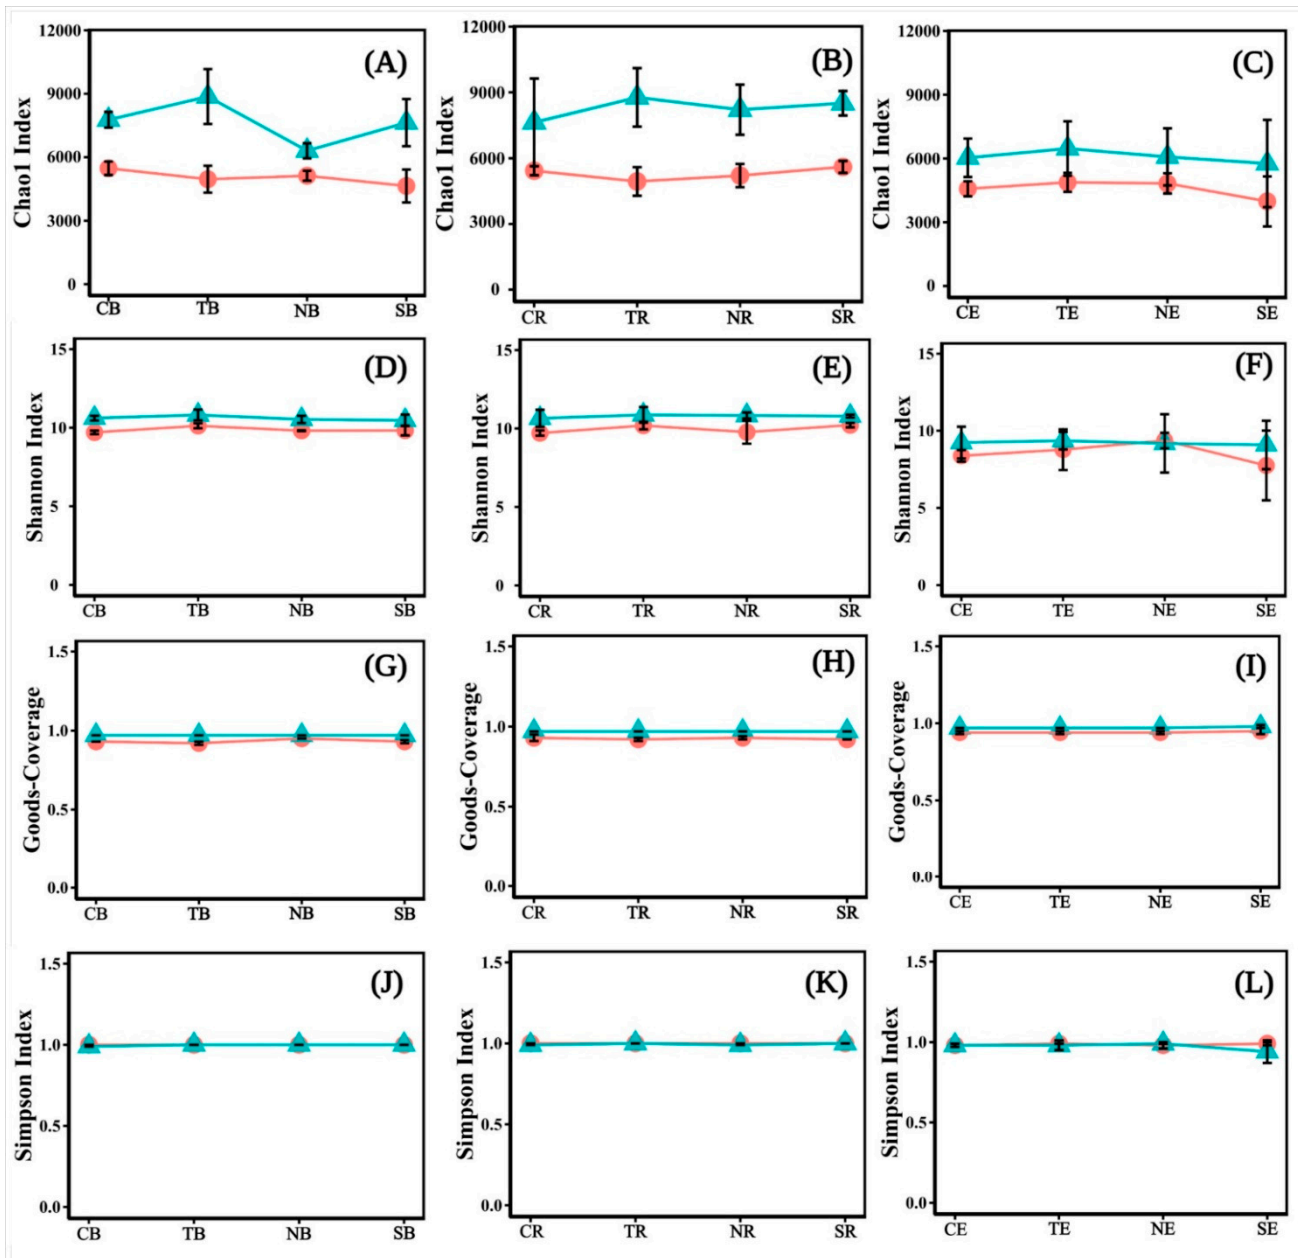 (A)
Chao1 Index
12000
9000
6000
3000
0
CB TB NB SB
(B)
Chao1 Index
12000
9000
6000
3000
0
CR TR NR SR
(C)
Chao1 Index
12000
9000
6000
3000
0
CE TE NE SE
(D)
Shannon Index
15
10
5
0
CB TB NB SB
(E)
Shannon Index
15
10
5
0
CR TR NR SR
(F)
Shannon Index
15
10
5
0
CE TE NE SE
(G)
Goods-Coverage
1.5
1.0
0.5
0.0
CB TB NB SB
(H)
Goods-Coverage
1.5
1.0
0.5
0.0
CR TR NR SR
(I)
Goods-Coverage
1.5
1.0
0.5
0.0
CE TE NE SE
(J)
Simpson Index
1.5
1.0
0.5
0.0
CB TB NB SB
(K)
Simpson Index
1.5
1.0
0.5
0.0
CR TR NR SR
(L)
Simpson Index
1.5
1.0
0.5
0.0
CE TE NE SE